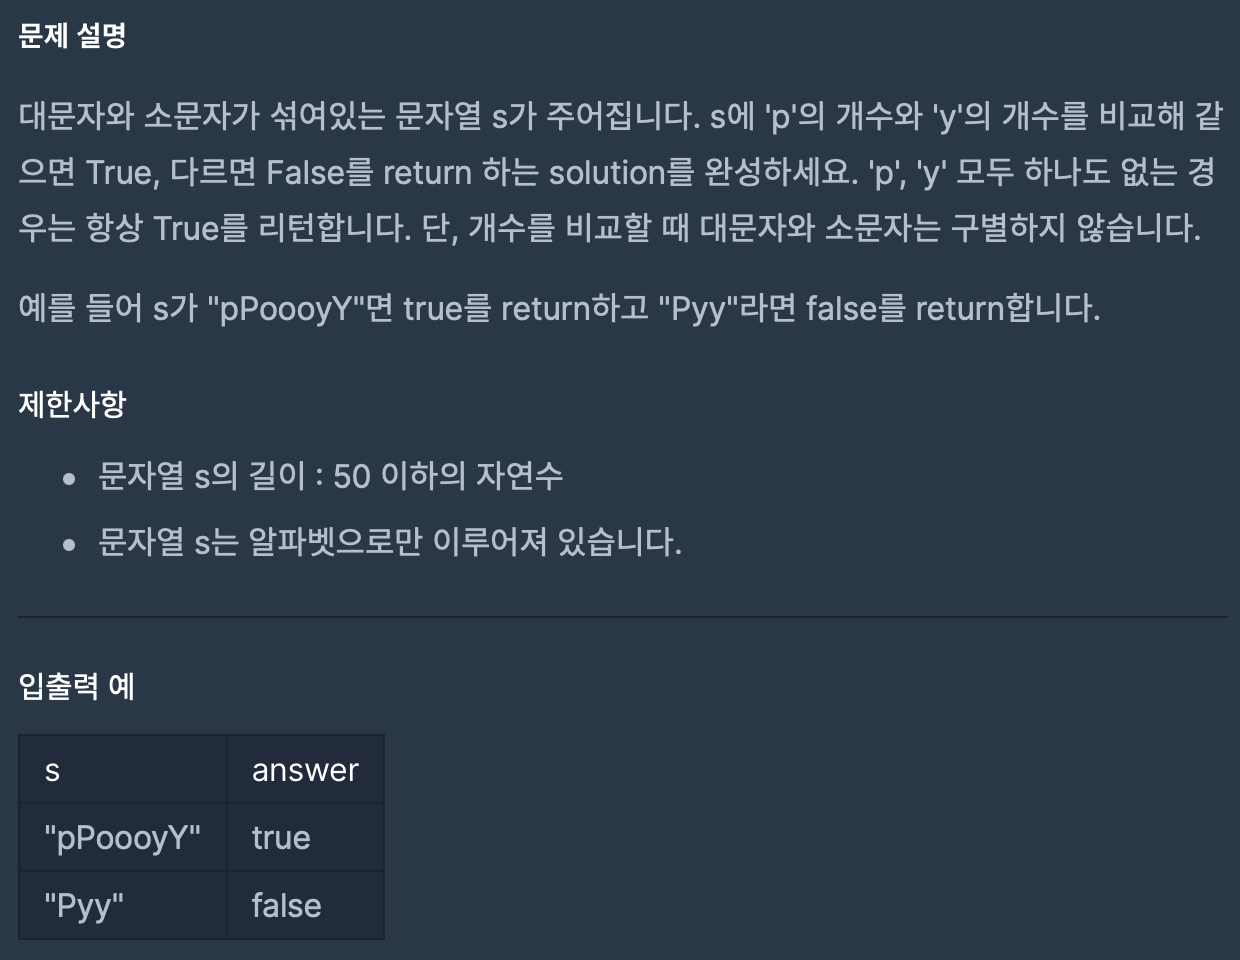 문제 설명
대문자와 소문자가 섞여있는 문자열 s가 주어집니다. s에 'p'의 개수와 'y'의 개수를 비교해 같
으면 True, 다르면 False를 return 하는 solution를 완성하세요. 'p', 'y' 모두 하나도 없는 경
우는 항상 True를 리턴합니다. 단, 개수를 비교할 때 대문자와 소문자는 구별하지 않습니다.
예를 들어 s가 "pPoooyY"면 true를 return하고 "Pyy"라면 false를 return합니다.
제한사항
• 문자열 s의 길이 : 50 이하의 자연수
• 문자열 s는 알파벳으로만 이루어져 있습니다.
입출력 예
s answer
"pPoooyY" true
"Pyy" false